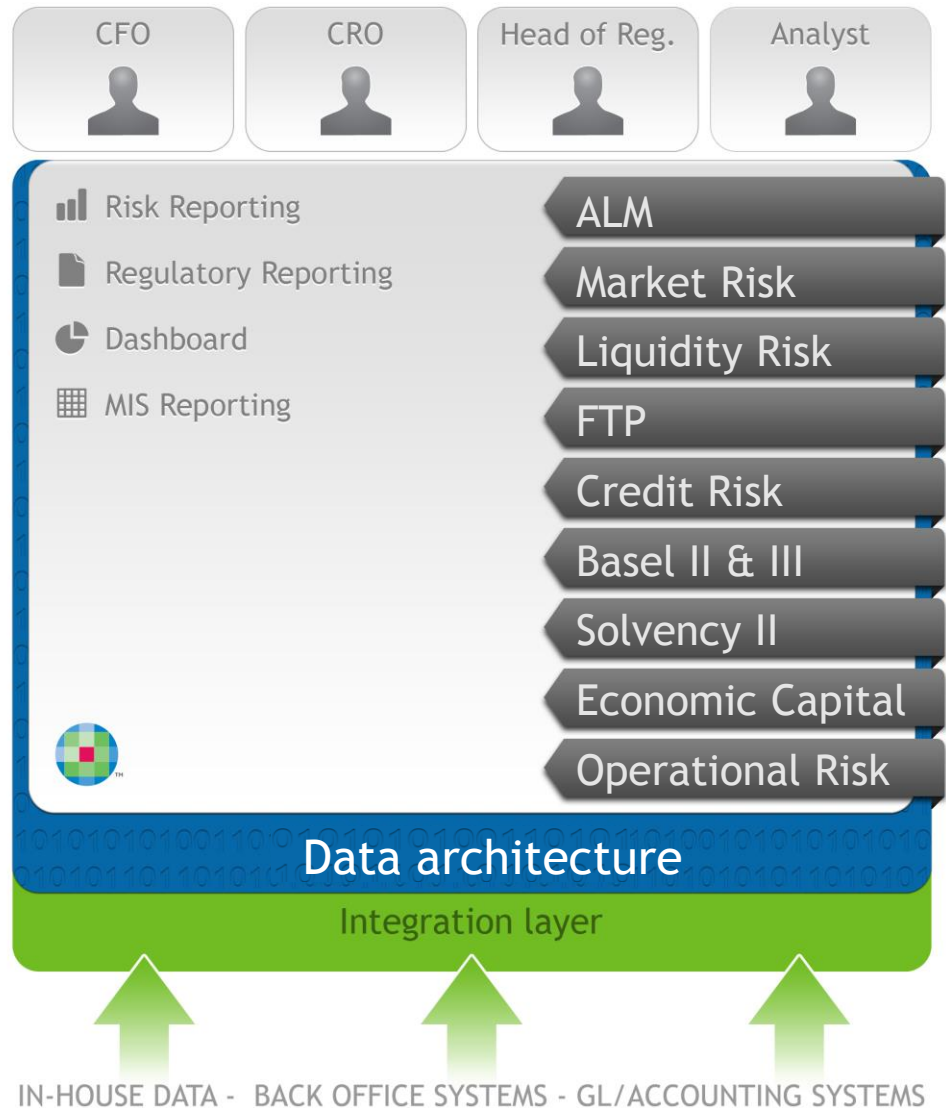 CFO
CRO
Head of Reg.
Analyst
Risk Reporting
Regulatory Reporting
Dashboard
MIS Reporting
ALM
Market Risk
Liquidity Risk
FTP
Credit Risk
Basel II & III
Solvency II
Economic Capital
Operational Risk
TM
Data architecture
Integration layer
IN-HOUSE DATA - BACK OFFICE SYSTEMS - GL/ACCOUNTING SYSTEMS